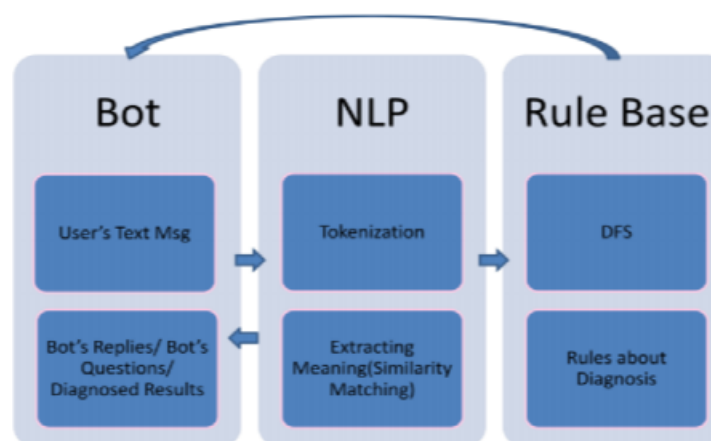 Bot
User's Text Msg
Bot's Replies/ Bot's
Questions/
Diagnosed Results
NLP
Tokenization
Extracting
Meaning(Similarity
Matching)
Rule Base
DFS
Rules about
Diagnosis